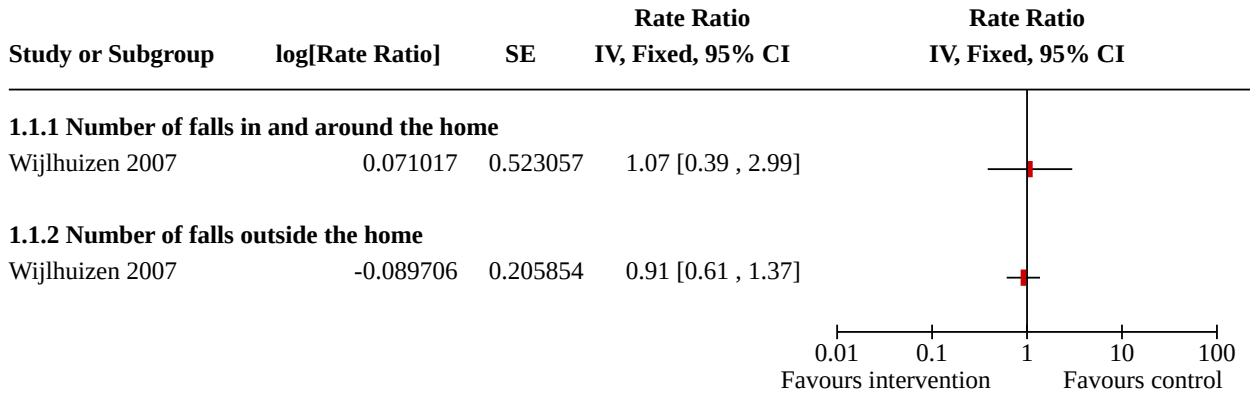 Rate Ratio Rate Ratio
Study or Subgroup log[Rate Ratio] SE IV, Fixed, 95% CI IV, Fixed, 95% CI
1.1.1 Number of falls in and around the home
Wijlhuizen 2007 0.071017 0.523057 1.07 [0.39 , 2.99]
1.1.2 Number of falls outside the home
Wijlhuizen 2007 -0.089706 0.205854 0.91 [0.61 , 1.37]
0.01 0.1 1 10 100
Favours intervention Favours control